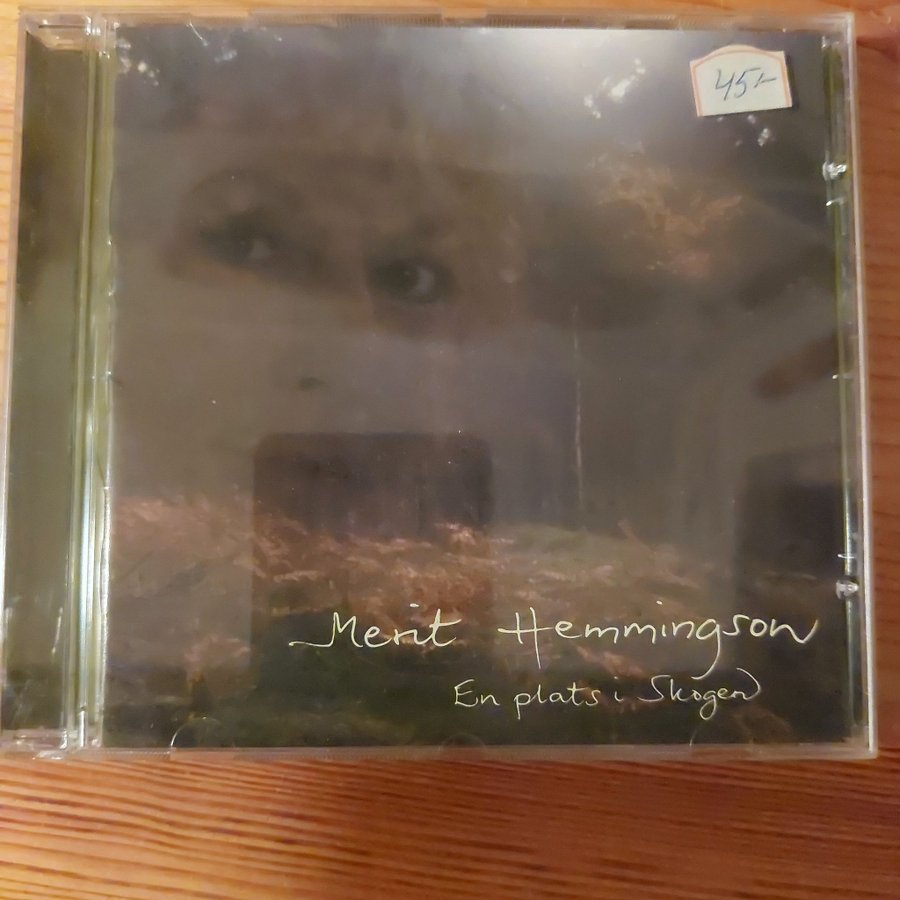 45:-
Merit Hemmingson
En plats i Skogen